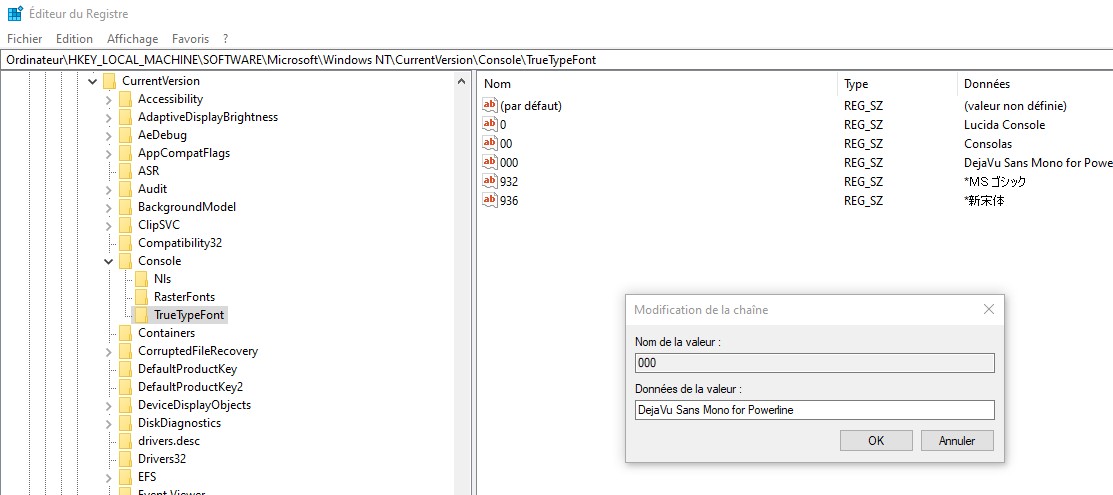 Éditeur du Registre
Fichier Edition Affichage Favoris ?
Ordinateur\HKEY_LOCAL_MACHINE\SOFTWARE\Microsoft\Windows NT\CurrentVersion\Console\TrueTypeFont
CurrentVersion
Accessibility
AdaptiveDisplayBrightness
AeDebug
AppCompatFlags
ASR
Audit
BackgroundModel
ClipSVC
Compatibility32
Console
Nls
RasterFonts
TrueTypeFont
Containers
CorruptedFileRecovery
DefaultProductKey
DefaultProductKey2
DeviceDisplayObjects
DiskDiagnostics
drivers.desc
Drivers32
EFS
Event Viewer
Nom Type Données
(par défaut) REG_SZ (valeur non définie)
0 REG_SZ Lucida Console
00 REG_SZ Consolas
000 REG_SZ DejaVu Sans Mono for Powe
932 REG_SZ *ＭＳ ゴシック
936 REG_SZ *新宋体
Modification de la chaîne
Nom de la valeur :
000
Données de la valeur :
DejaVu Sans Mono for Powerline
OK Annuler